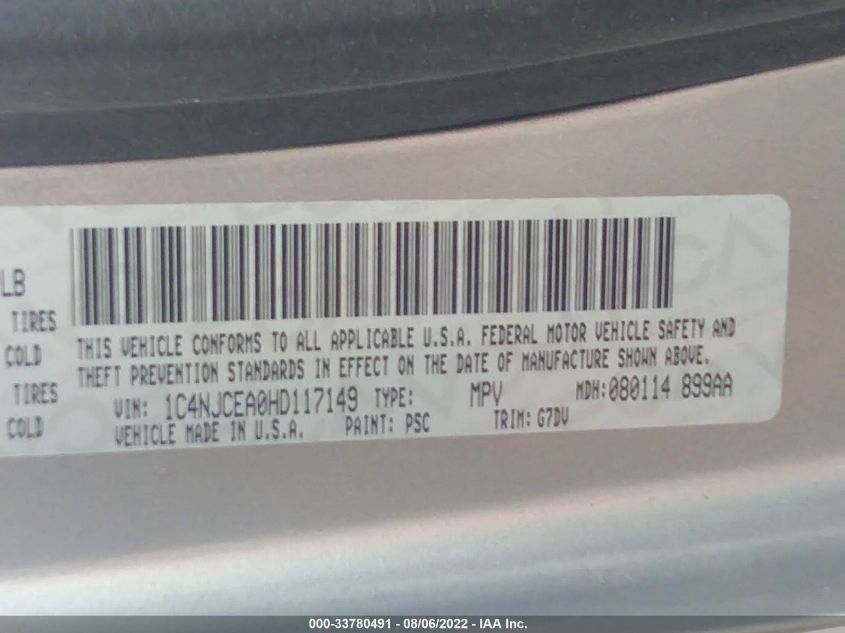 LB
TIRES
COLD
TIRES
COLD
THIS VEHICLE CONFORMS TO ALL APPLICABLE U.S.A. FEDERAL MOTOR VEHICLE SAFETY AND
THEFT PREVENTION STANDARDS IN EFFECT ON THE DATE OF MANUFACTURE SHOWN ABOVE.
VIN: 1C4NJCEA0HD117149 TYPE: MPV MDH:080114 899AA
VEHICLE MADE IN U.S.A. PAINT: PSC TRIM: G7DV
000-33780491 - 08/06/2022 - IAA Inc.